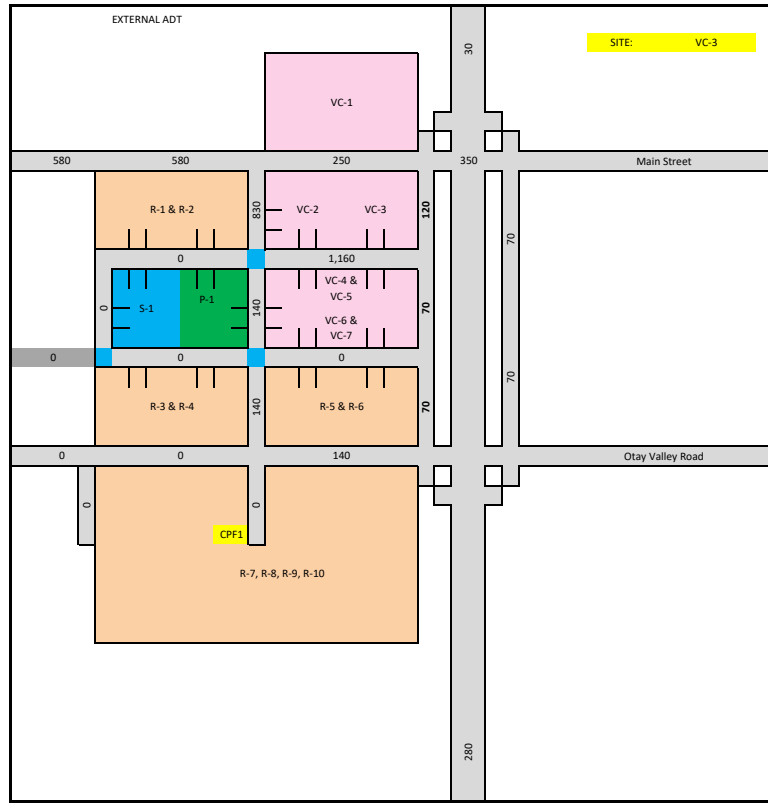 EXTERNAL ADT
30
SITE: VC-3
VC-1
580 580 250 350 Main Street
R-1 & R-2 830 VC-2 VC-3 120
70
0 1,160
VC-4 &
VC-5
S-1 P-1
0 140 70
VC-6 &
VC-7
0 0 0
70
R-3 & R-4 140 R-5 & R-6 70
0 0 140 Otay Valley Road
0 0
CPF1
R-7, R-8, R-9, R-10
280